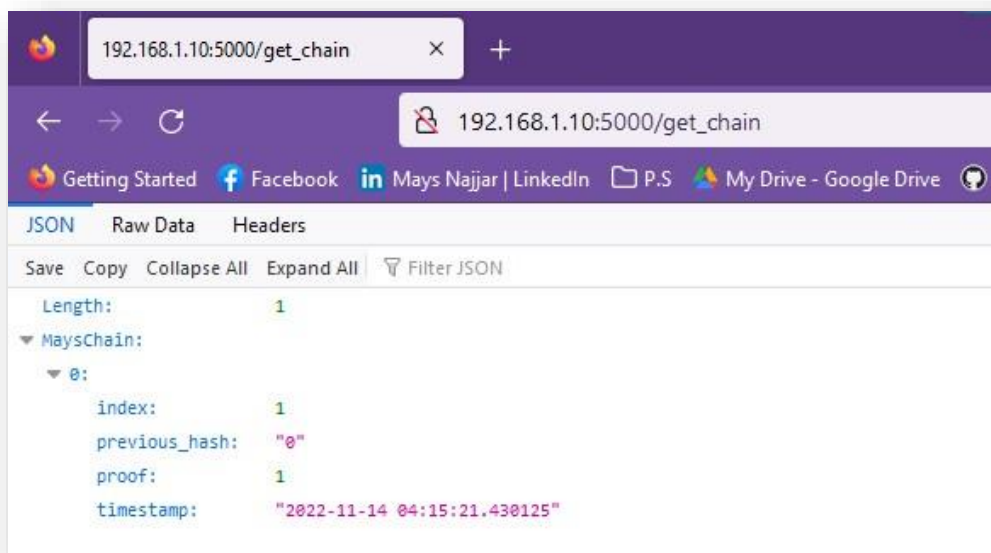 192.168.1.10:5000/get_chain
192.168.1.10:5000/get_chain
Getting Started Facebook in Mays Najjar | LinkedIn P.S My Drive - Google Drive
JSON Raw Data Headers
Save Copy Collapse All Expand All Filter JSON
Length: 1
MaysChain:
0:
index: 1
previous_hash: "0"
proof: 1
timestamp: "2022-11-14 04:15:21.430125"